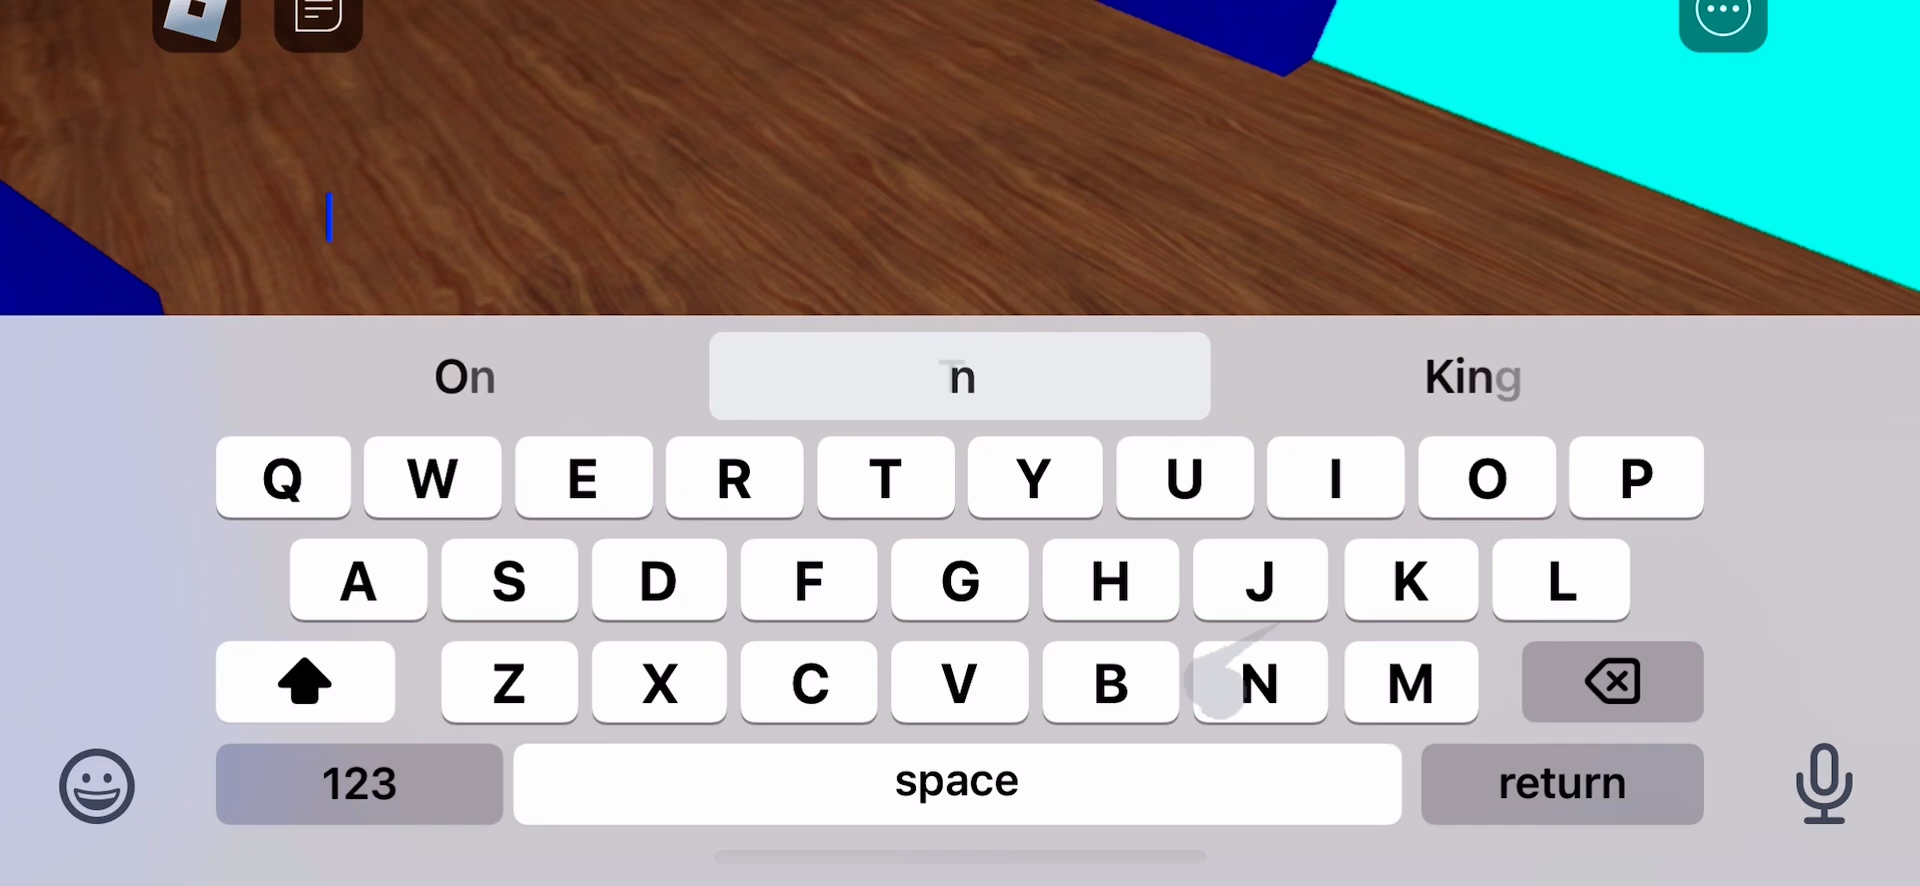 On n King
Q W E R T Y U I O P
A S D F G H J K L
Z X C V B N M
123 space return